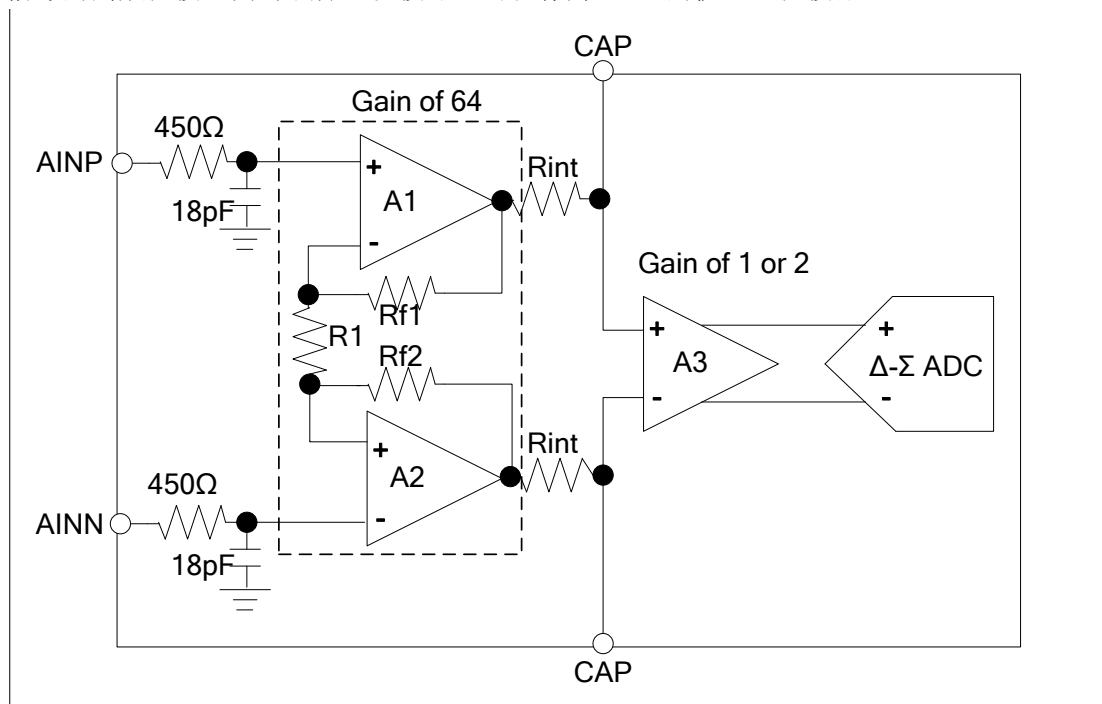 CAP
Gain of 64
450Ω
AINP
+
A1
-
18pF
Rint
Rf1
R1
Rf2
Gain of 1 or 2
+
A3
-
+
Δ-Σ ADC
-
+
A2
-
Rint
450Ω
AINN
18pF
CAP